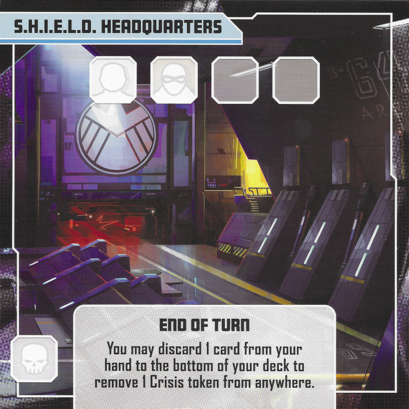 S.H.I.E.L.D. HEADQUARTERS
64
END OF TURN
You may discard 1 card from your
hand to the bottom of your deck to
remove 1 Crisis token from anywhere.